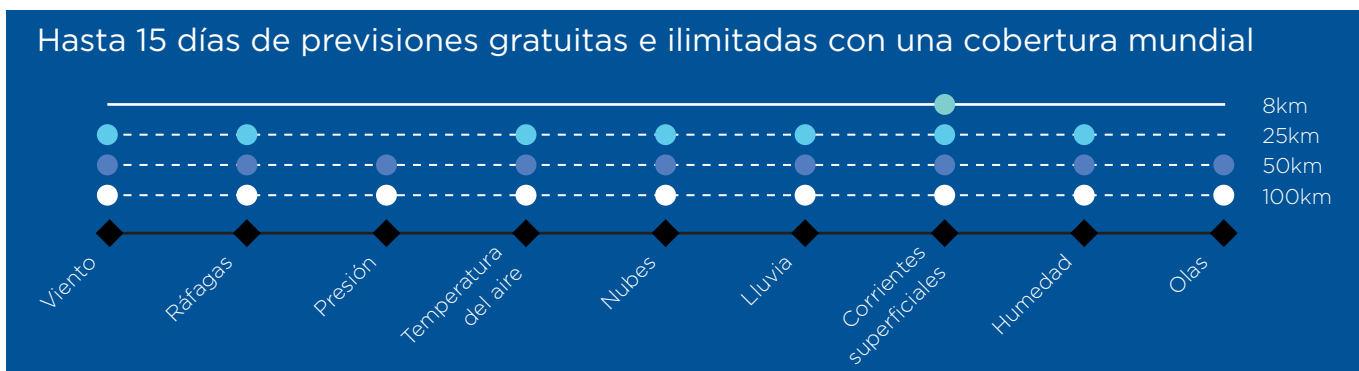 Hasta 15 días de previsiones gratuitas e ilimitadas con una cobertura mundial
8km
25km
50km
100km
Viento
Ráfagas
Presión
Temperatura
del aire
Nubes
Lluvia
Corrientes
superficiales
Humedad
Olas